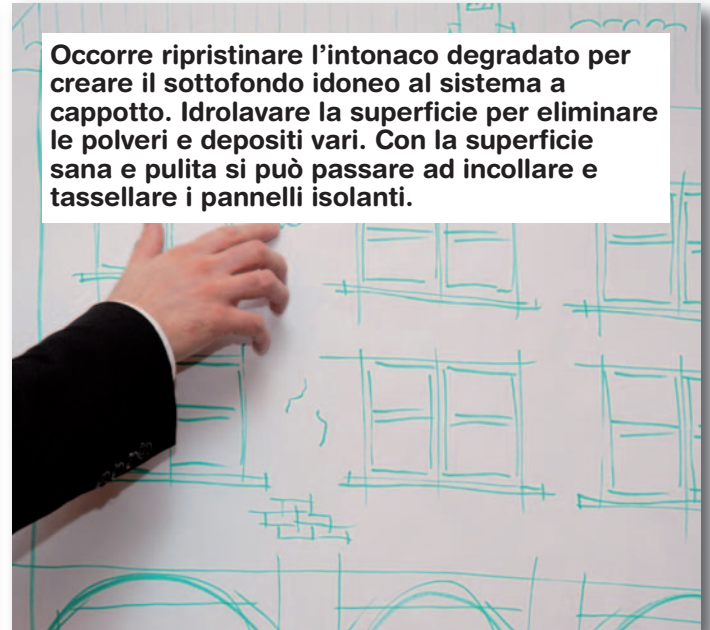 Occorre ripristinare l'intonaco degradato per
creare il sottofondo idoneo al sistema a
cappotto. Idrolavare la superficie per eliminare
le polveri e depositi vari. Con la superficie
sana e pulita si può passare ad incollare e
tassellare i pannelli isolanti.